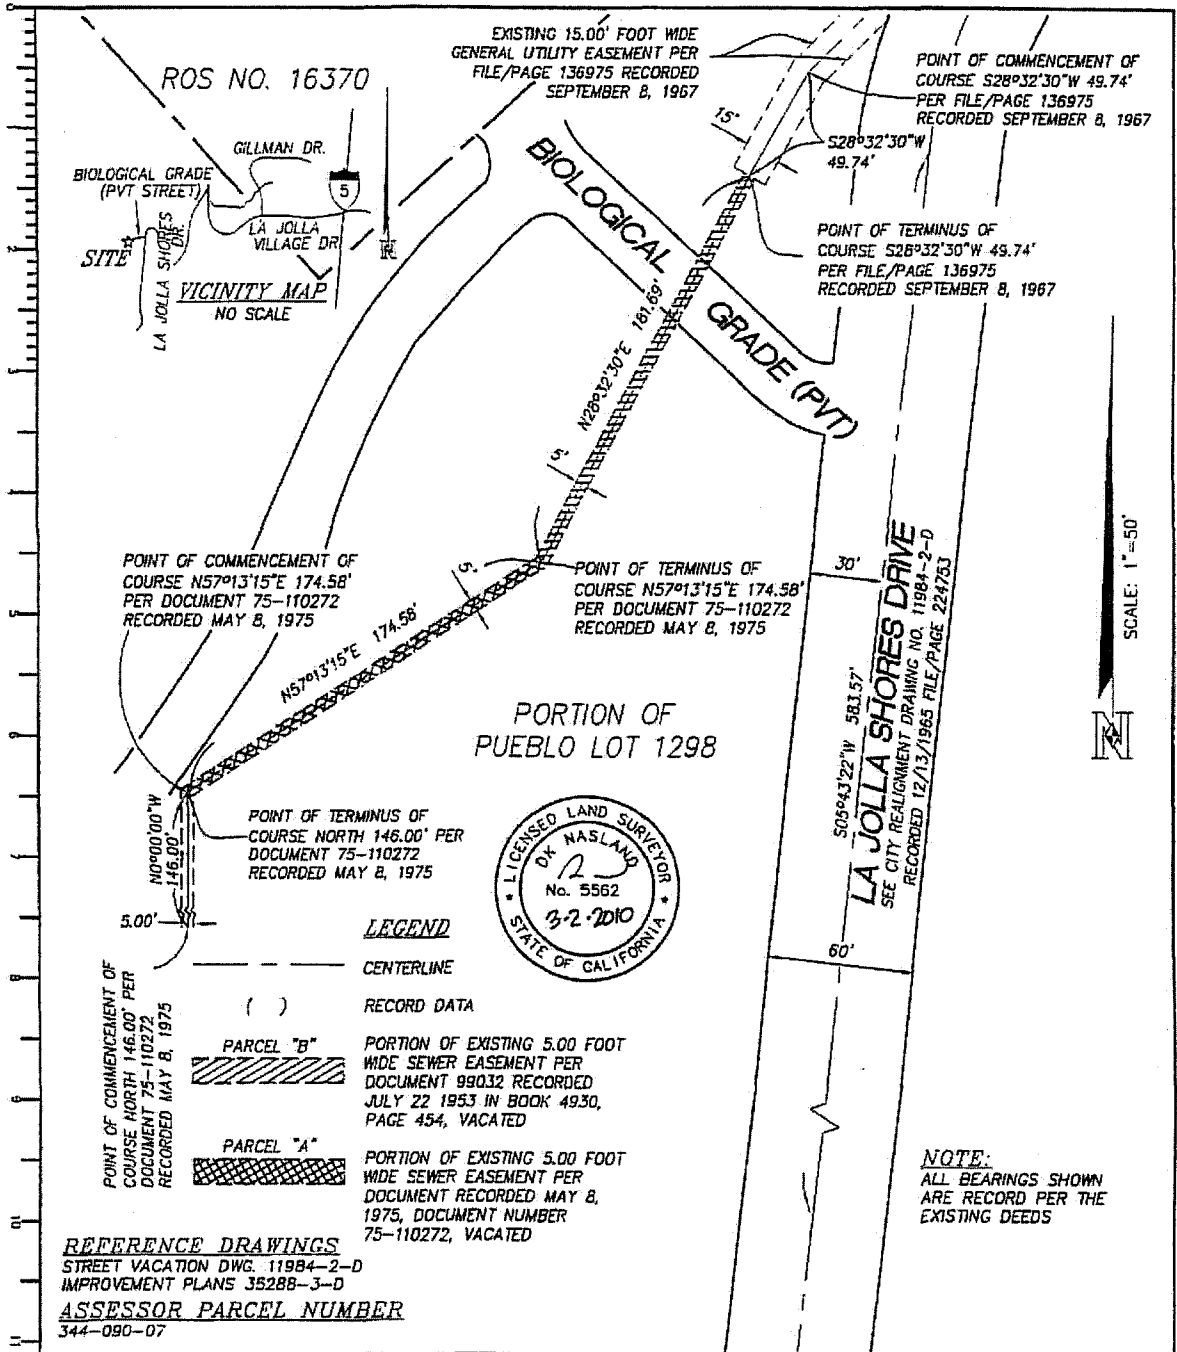 EXISTING 15.00' FOOT WIDE
GENERAL UTILITY EASEMENT PER
FILE/PAGE 136975 RECORDED
SEPTEMBER 8, 1967
POINT OF COMMENCEMENT OF
COURSE S28°32'30"W 49.74'
PER FILE/PAGE 136975
RECORDED SEPTEMBER 8, 1967
ROS NO. 16370
15'
S28°32'30"W
49.74'
GILLMAN DR.
BIOLOGICAL GRADE
(PVT STREET)
5
LA JOLLA
VILLAGE DR.
LA JOLLA SHORES
DR.
SITE
N
VICINITY MAP
NO SCALE
BIOLOGICAL
GRADE (PVT)
POINT OF TERMINUS OF
COURSE S28°32'30"W 49.74'
PER FILE/PAGE 136975
RECORDED SEPTEMBER 8, 1967
N28°32'30"E 181.69'
5'
POINT OF COMMENCEMENT OF
COURSE N57°13'15"E 174.58'
PER DOCUMENT 75-110272
RECORDED MAY 8, 1975
5'
POINT OF TERMINUS OF
COURSE N57°13'15"E 174.58'
PER DOCUMENT 75-110272
RECORDED MAY 8, 1975
30'
SCALE: 1"=50'
N
N57°13'15"E 174.58'
PORTION OF
PUEBLO LOT 1298
S05°43'22"W 583.57'
LA JOLLA SHORES DRIVE
SEE CITY REALIGNMENT DRAWING NO. 11984-2-D
RECORDED 12/13/1965 FILE/PAGE 224753
N0°00'00"W
146.00'
POINT OF TERMINUS OF
COURSE NORTH 146.00' PER
DOCUMENT 75-110272
RECORDED MAY 8, 1975
LICENSED LAND SURVEYOR
DK NASLAND
No. 5562
3-2-2010
STATE OF CALIFORNIA
5.00'
60'
POINT OF COMMENCEMENT OF
COURSE NORTH 146.00' PER
DOCUMENT 75-110272
RECORDED MAY 8, 1975
LEGEND
CENTERLINE
( ) RECORD DATA
PARCEL "B"
PORTION OF EXISTING 5.00 FOOT
WIDE SEWER EASEMENT PER
DOCUMENT 99032 RECORDED
JULY 22 1953 IN BOOK 4930,
PAGE 454, VACATED
PARCEL "A"
PORTION OF EXISTING 5.00 FOOT
WIDE SEWER EASEMENT PER
DOCUMENT RECORDED MAY 8,
1975, DOCUMENT NUMBER
75-110272, VACATED
NOTE:
ALL BEARINGS SHOWN
ARE RECORD PER THE
EXISTING DEEDS
REFERENCE DRAWINGS
STREET VACATION DWG. 11984-2-D
IMPROVEMENT PLANS 35288-3-D
ASSESSOR PARCEL NUMBER
344-090-07
0
2
3
4
5
6
7
8
9
10
11